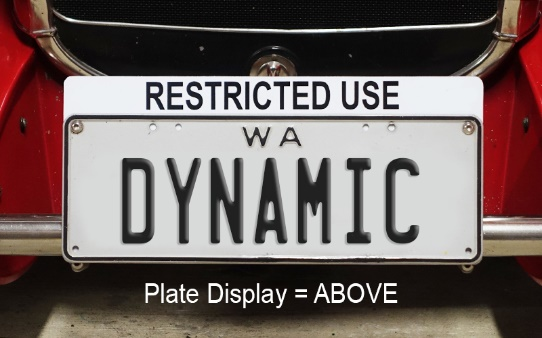 RESTRICTED USE
WA
DYNAMIC
Plate Display = ABOVE